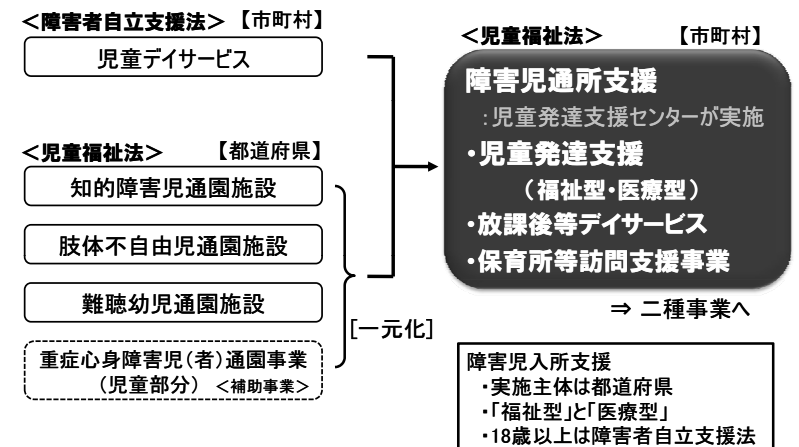 <障害者自立支援法> 【市町村】
児童デイサービス
<児童福祉法> 【都道府県】
知的障害児通園施設
肢体不自由児通園施設
難聴幼児通園施設
重症心身障害児(者)通園事業
(児童部分) <補助事業>
[一元化]
<児童福祉法> 【市町村】
障害児通所支援
:児童発達支援センターが実施
・児童発達支援
(福祉型・医療型)
・放課後等デイサービス
・保育所等訪問支援事業
⇒ 二種事業へ
障害児入所支援
・実施主体は都道府県
・「福祉型」と「医療型」
・18歳以上は障害者自立支援法